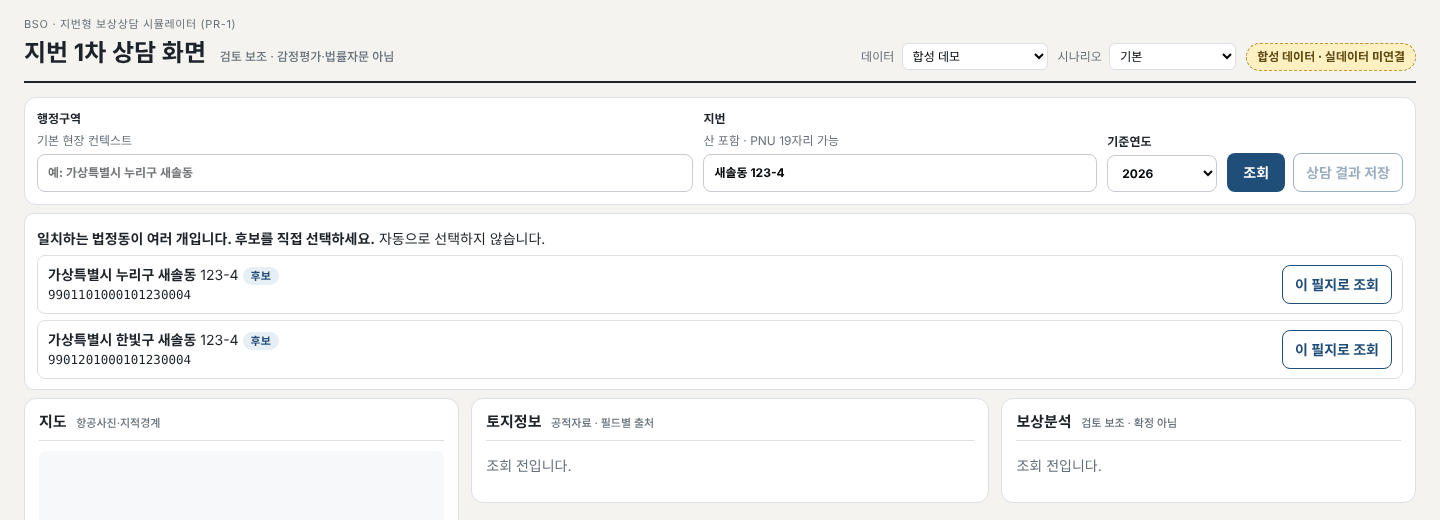 BSO · 지번형 보상상담 시뮬레이터 (PR-1)
지번 1차 상담 화면 검토 보조 · 감정평가·법률자문 아님 데이터 합성 데모 시나리오 기본 합성 데이터 · 실데이터 미연결
행정구역
기본 현장 컨텍스트
예: 가상특별시 누리구 새솔동
지번
산 포함 · PNU 19자리 가능
새솔동 123-4
기준연도
2026
조회
상담 결과 저장
일치하는 법정동이 여러 개입니다. 후보를 직접 선택하세요. 자동으로 선택하지 않습니다.
가상특별시 누리구 새솔동 123-4 후보
9901101000101230004
이 필지로 조회
가상특별시 한빛구 새솔동 123-4 후보
9901201000101230004
이 필지로 조회
지도 항공사진·지적경계
토지정보 공적자료 · 필드별 출처
조회 전입니다.
보상분석 검토 보조 · 확정 아님
조회 전입니다.